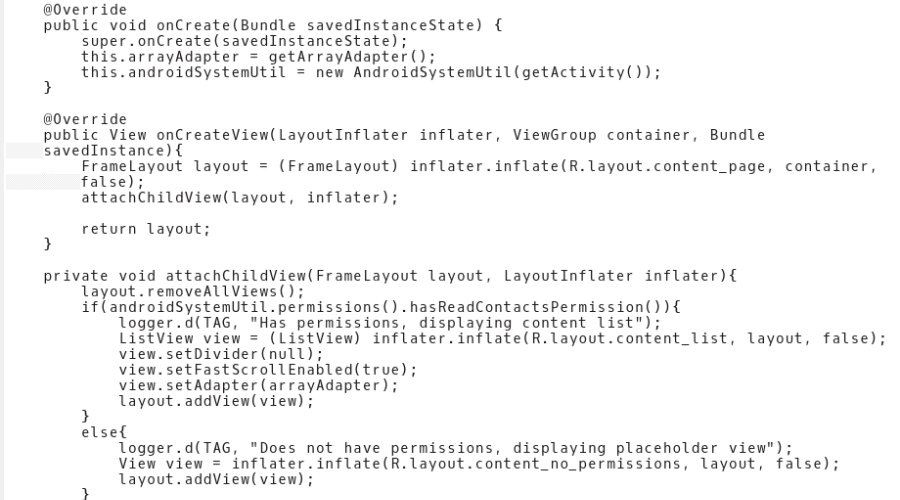 @Override
public void onCreate(Bundle savedInstanceState) {
super.onCreate(savedInstanceState);
this.arrayAdapter = getArrayAdapter();
this.androidSystemUtil = new AndroidSystemUtil(getActivity());
}
@Override
public View onCreateView(LayoutInflater inflater, ViewGroup container, Bundle
savedInstance){
FrameLayout layout = (FrameLayout) inflater.inflate(R.layout.content_page, container,
false);
attachChildView(layout, inflater);
return layout;
}
private void attachChildView(FrameLayout layout, LayoutInflater inflater){
layout.removeAllViews();
if(androidSystemUtil.permissions().hasReadContactsPermission()){
logger.d(TAG, "Has permissions, displaying content list");
ListView view = (ListView) inflater.inflate(R.layout.content_list, layout, false);
view.setDivider(null);
view.setFastScrollEnabled(true);
view.setAdapter(arrayAdapter);
layout.addView(view);
}
else{
logger.d(TAG, "Does not have permissions, displaying placeholder view");
View view = inflater.inflate(R.layout.content_no_permissions, layout, false);
layout.addView(view);
}